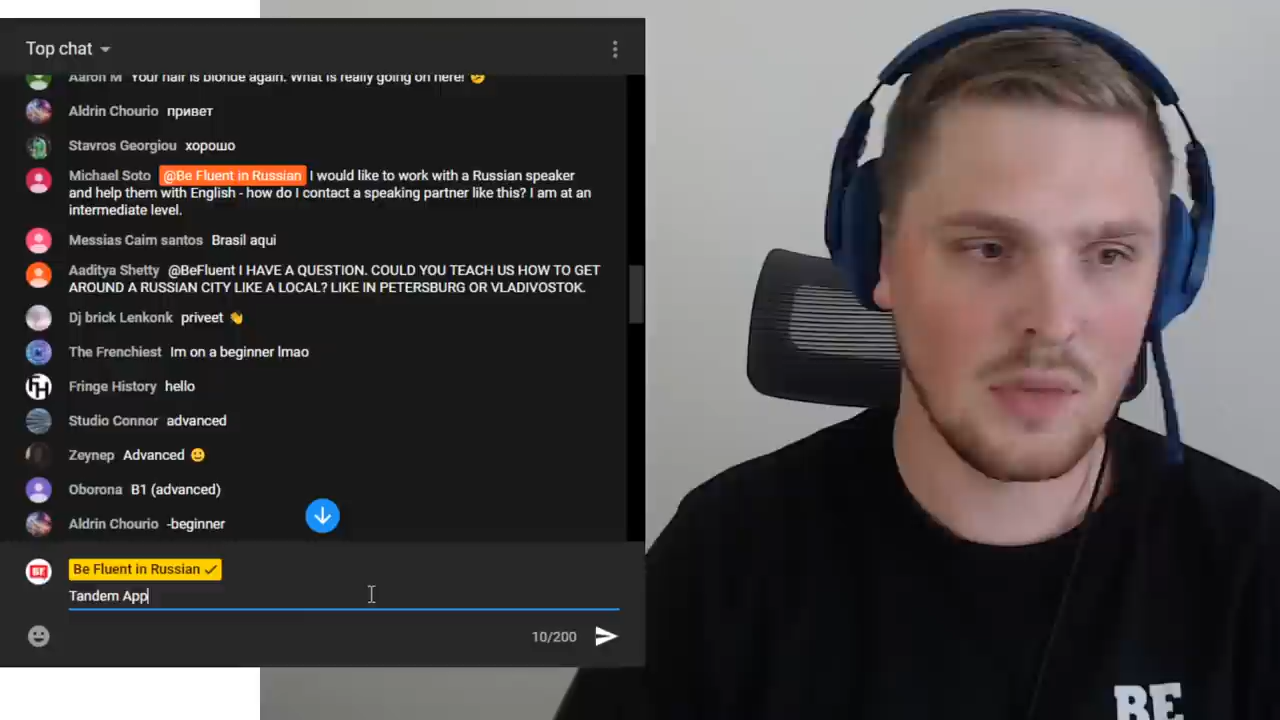 Top chat
Aaron M Your hair is blonde again. What is really going on here!
Aldrin Chourio привет
Stavros Georgiou хорошо
Michael Soto @Be Fluent in Russian I would like to work with a Russian speaker
and help them with English - how do I contact a speaking partner like this? I am at an
intermediate level.
Messias Caim santos Brasil aqui
Aaditya Shetty @BeFluent I HAVE A QUESTION. COULD YOU TEACH US HOW TO GET
AROUND A RUSSIAN CITY LIKE A LOCAL? LIKE IN PETERSBURG OR VLADIVOSTOK.
Dj brick Lenkonk priveet 👋
The Frenchiest Im on a beginner lmao
Fringe History hello
Studio Connor advanced
Zeynep Advanced 🙂
Oborona B1 (advanced)
Aldrin Chourio -beginner
BE
Be Fluent in Russian
Tandem App
10/200
BE